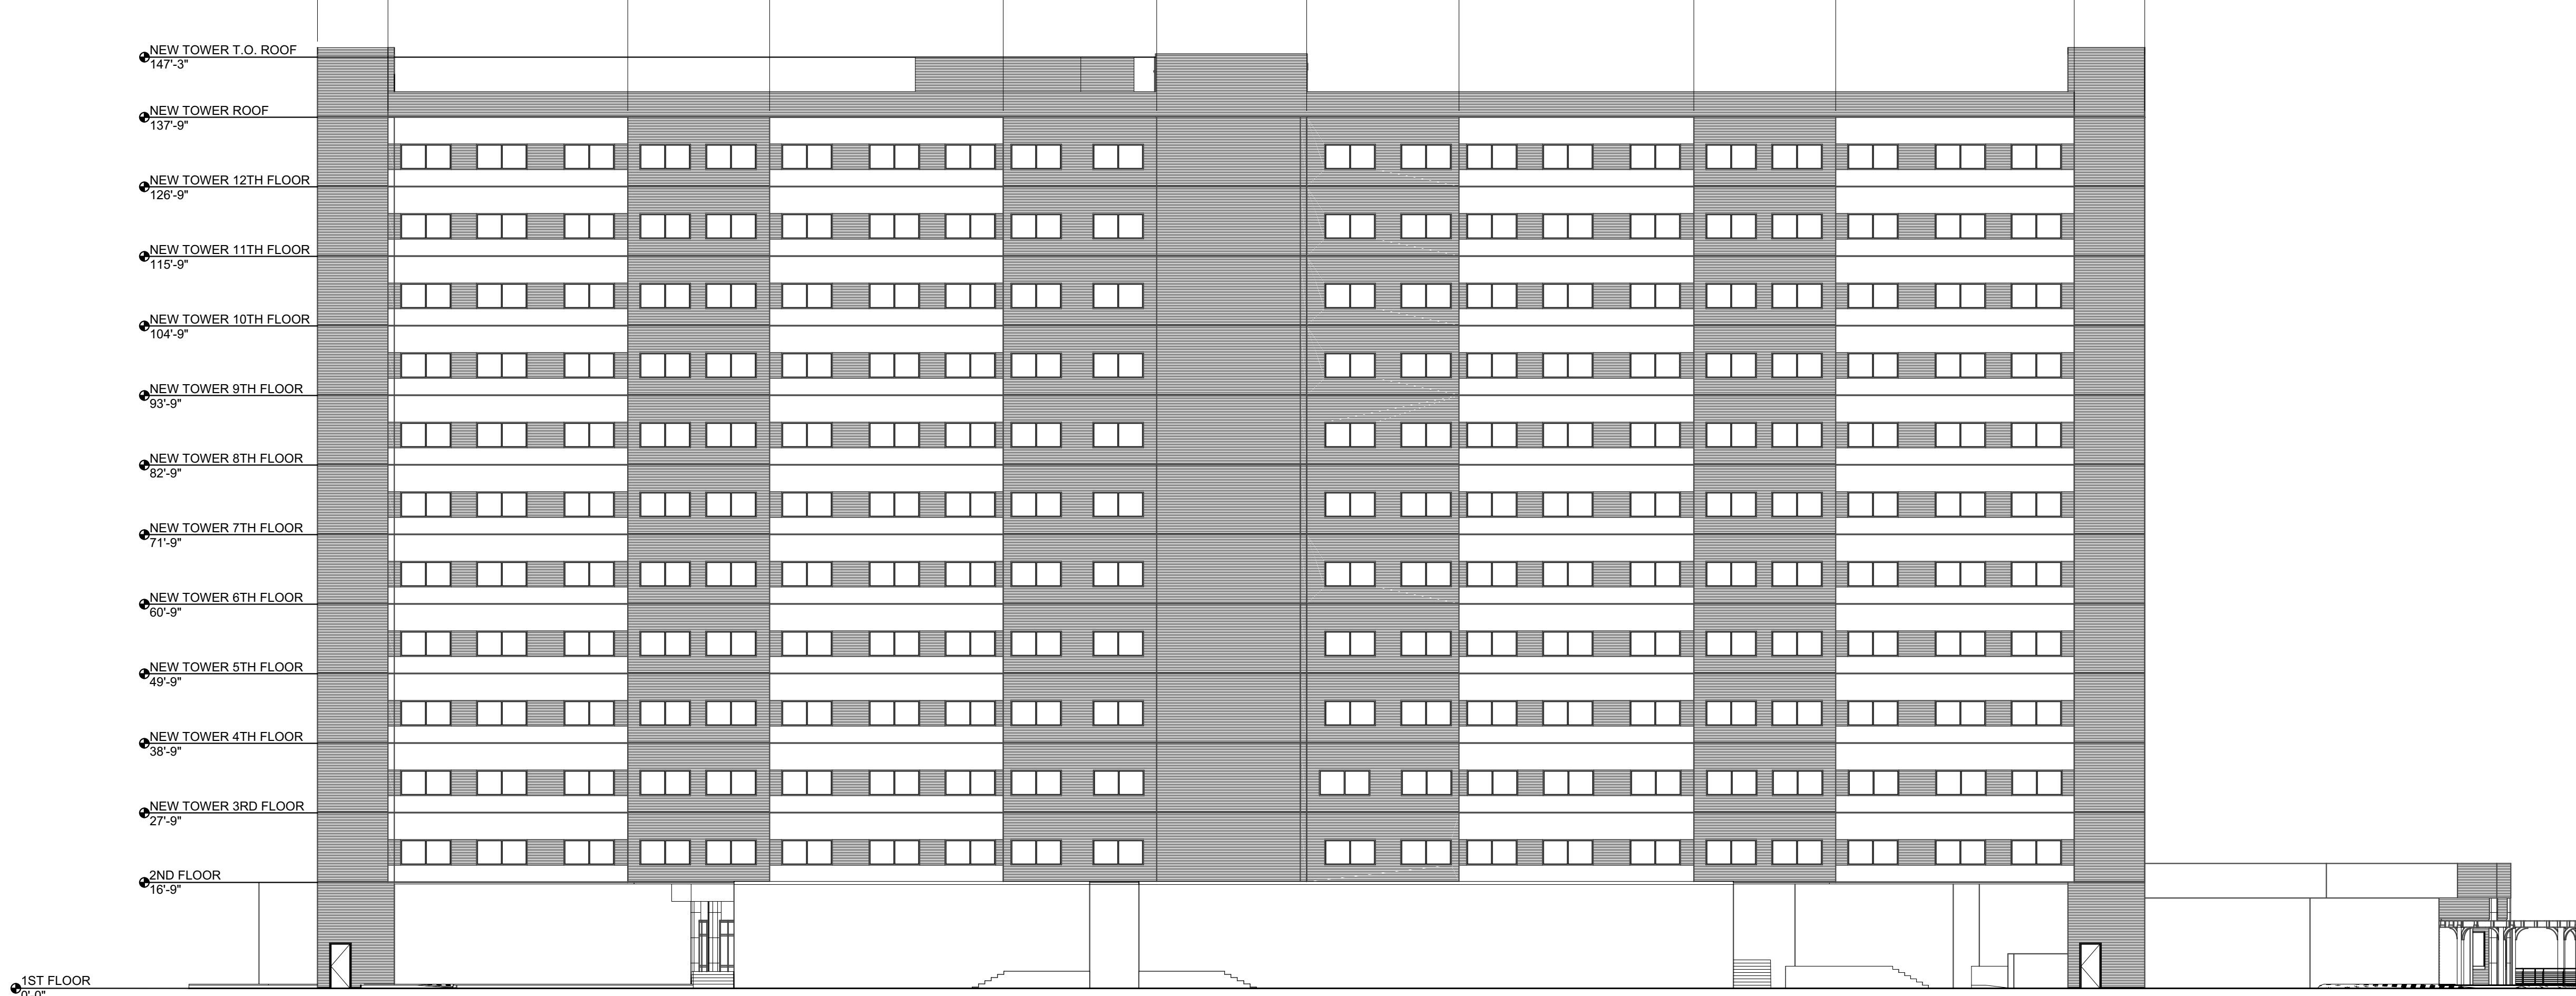 NEW TOWER T.O. ROOF
147'-3"
NEW TOWER ROOF
137'-9"
NEW TOWER 12TH FLOOR
126'-9"
NEW TOWER 11TH FLOOR
115'-9"
NEW TOWER 10TH FLOOR
104'-9"
NEW TOWER 9TH FLOOR
93'-9"
NEW TOWER 8TH FLOOR
82'-9"
NEW TOWER 7TH FLOOR
71'-9"
NEW TOWER 6TH FLOOR
60'-9"
NEW TOWER 5TH FLOOR
49'-9"
NEW TOWER 4TH FLOOR
38'-9"
NEW TOWER 3RD FLOOR
27'-9"
2ND FLOOR
16'-9"
1ST FLOOR
0'-0"